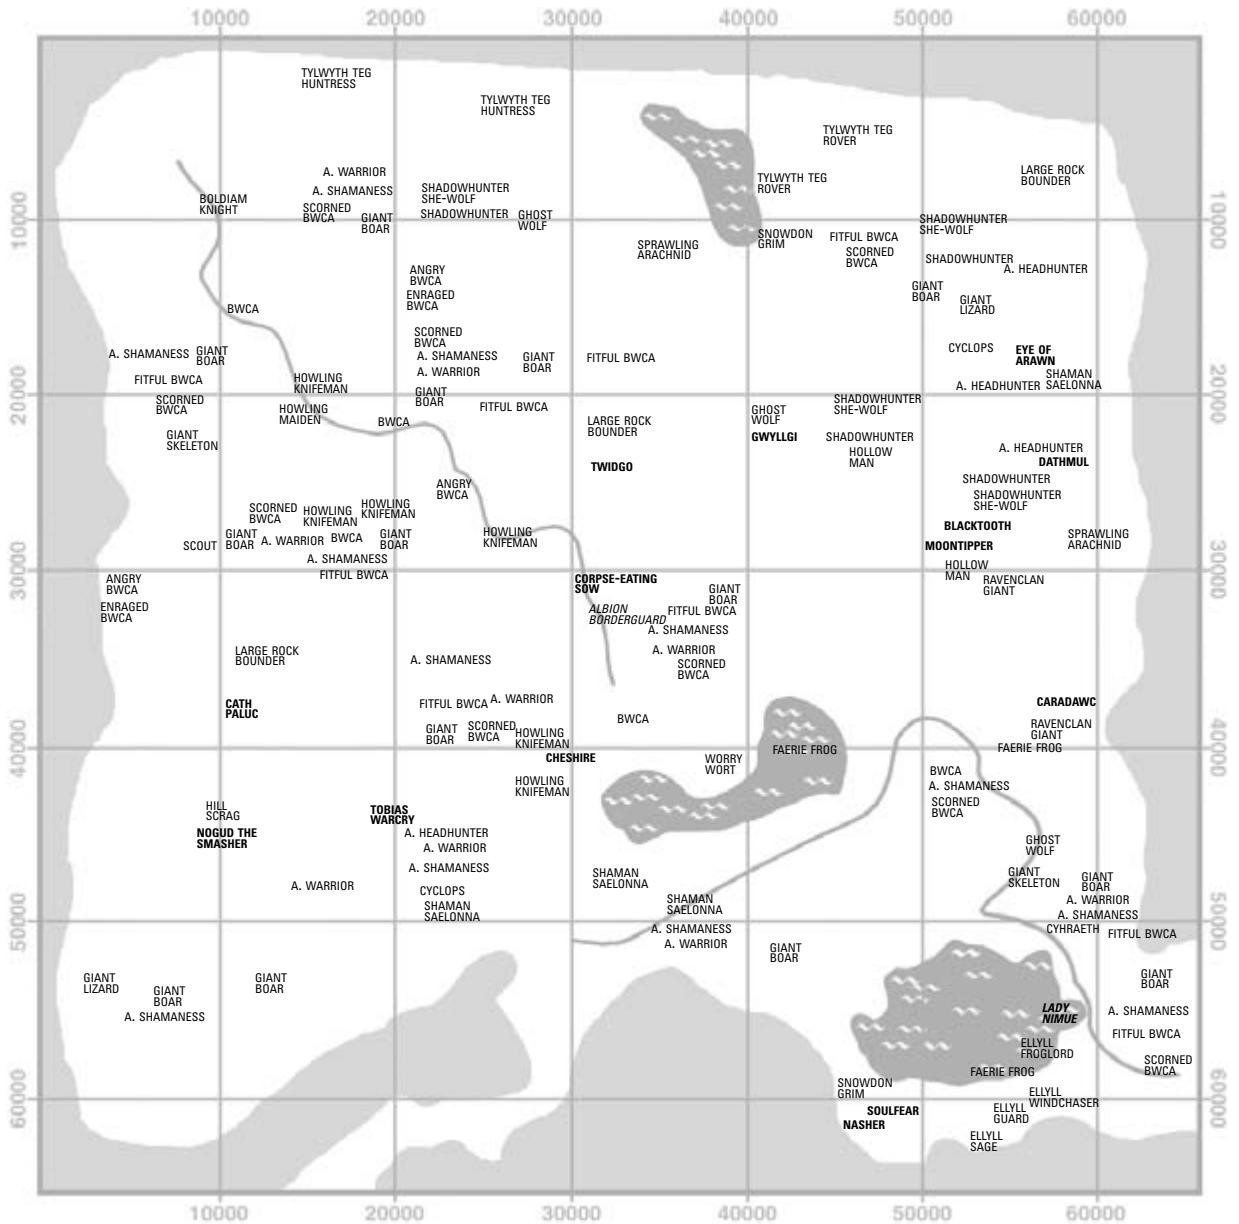 10000 20000 30000 40000 50000 60000
TYLWYTH TEG
HUNTRESS
TYLWYTH TEG
HUNTRESS
TYLWYTH TEG
ROVER
A. WARRIOR
LARGE ROCK
BOUNDER
TYLWYTH TEG
ROVER
A. SHAMANESS
SHADOWHUNTER
SHE-WOLF
BOLDIAM
KNIGHT
SCORNED
BWCA
GIANT
BOAR
SHADOWHUNTER
GHOST
WOLF
SHADOWHUNTER
SHE-WOLF
10000
10000
SNOWDON
GRIM
FITFUL BWCA
SPRAWLING
ARACHNID
SCORNED
BWCA
SHADOWHUNTER
A. HEADHUNTER
ANGRY
BWCA
ENRAGED
BWCA
GIANT
BOAR
GIANT
LIZARD
BWCA
SCORNED
BWCA
CYCLOPS
EYE OF
ARAWN
A. SHAMANESS
GIANT
BOAR
A. SHAMANESS
GIANT
BOAR
FITFUL BWCA
A. WARRIOR
FITFUL BWCA
HOWLING
KNIFEMAN
SHAMAN
SAELONNA
A. HEADHUNTER
20000
20000
GIANT
BOAR
SCORNED
BWCA
HOWLING
MAIDEN
FITFUL BWCA
SHADOWHUNTER
SHE-WOLF
GHOST
WOLF
BWCA
LARGE ROCK
BOUNDER
GIANT
SKELETON
GWYLLGI
SHADOWHUNTER
HOLLOW
MAN
A. HEADHUNTER
DATHMUL
TWIDGO
SHADOWHUNTER
ANGRY
BWCA
SHADOWHUNTER
SHE-WOLF
SCORNED
BWCA
HOWLING
KNIFEMAN
HOWLING
KNIFEMAN
BLACKTOOTH
SCOUT
GIANT
BOAR
A. WARRIOR
BWCA
GIANT
BOAR
HOWLING
KNIFEMAN
MOONTIPPER
SPRAWLING
ARACHNID
A. SHAMANESS
30000
30000
FITFUL BWCA
HOLLOW
MAN
ANGRY
BWCA
CORPSE-EATING
SOW
RAVENCLAN
GIANT
GIANT
BOAR
ENRAGED
BWCA
ALBION
BORDERGUARD
FITFUL BWCA
A. SHAMANESS
A. WARRIOR
LARGE ROCK
BOUNDER
A. SHAMANESS
SCORNED
BWCA
CATH
PALUC
FITFUL BWCA
A. WARRIOR
CARADAWC
BWCA
GIANT
BOAR
SCORNED
BWCA
HOWLING
KNIFEMAN
RAVENCLAN
GIANT
FAERIE FROG
FAERIE FROG
40000
40000
CHESHIRE
WORRY
WORT
BWCA
HOWLING
KNIFEMAN
A. SHAMANESS
SCORNED
BWCA
HILL
SCRAG
TOBIAS
WARCRY
NOGUD THE
SMASHER
A. HEADHUNTER
A. WARRIOR
GHOST
WOLF
A. SHAMANESS
SHAMAN
SAELONNA
GIANT
SKELETON
GIANT
BOAR
A. WARRIOR
CYCLOPS
A. WARRIOR
SHAMAN
SAELONNA
SHAMAN
SAELONNA
A. SHAMANESS
50000
50000
A. SHAMANESS
CYHRAETH
FITFUL BWCA
A. WARRIOR
GIANT
BOAR
GIANT
LIZARD
GIANT
BOAR
GIANT
BOAR
GIANT
BOAR
A. SHAMANESS
LADY
NIMUE
A. SHAMANESS
FITFUL BWCA
ELLYLL
FROGLORD
SCORNED
BWCA
FAERIE FROG
SNOWDON
GRIM
60000
60000
ELLYLL
WINDCHASER
SOULFEAR
ELLYLL
GUARD
NASHER
ELLYLL
SAGE
10000 20000 30000 40000 50000 60000